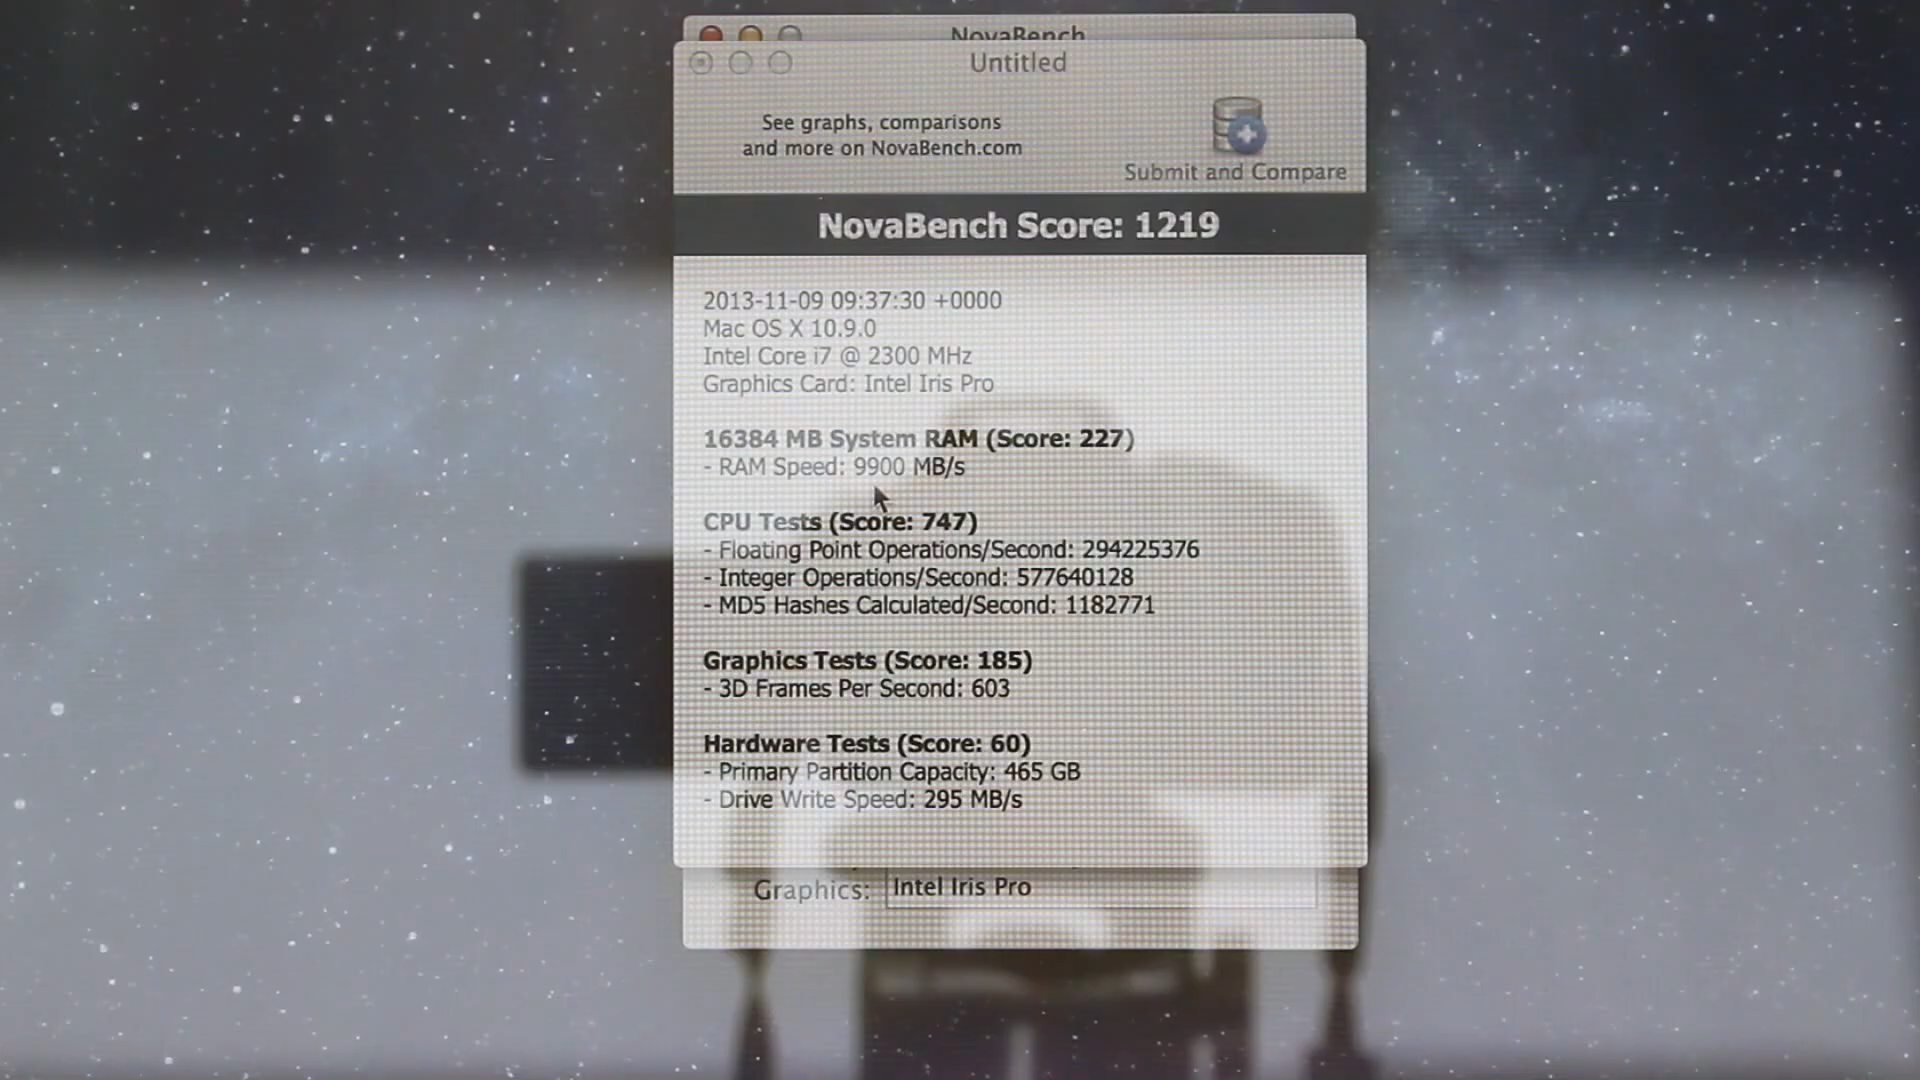 NovaBench
Untitled
See graphs, comparisons
and more on NovaBench.com
Submit and Compare
NovaBench Score: 1219
2013-11-09 09:37:30 +0000
Mac OS X 10.9.0
Intel Core i7 @ 2300 MHz
Graphics Card: Intel Iris Pro
16384 MB System RAM (Score: 227)
- RAM Speed: 9900 MB/s
CPU Tests (Score: 747)
- Floating Point Operations/Second: 294225376
- Integer Operations/Second: 577640128
- MD5 Hashes Calculated/Second: 1182771
Graphics Tests (Score: 185)
- 3D Frames Per Second: 603
Hardware Tests (Score: 60)
- Primary Partition Capacity: 465 GB
- Drive Write Speed: 295 MB/s
Graphics: Intel Iris Pro